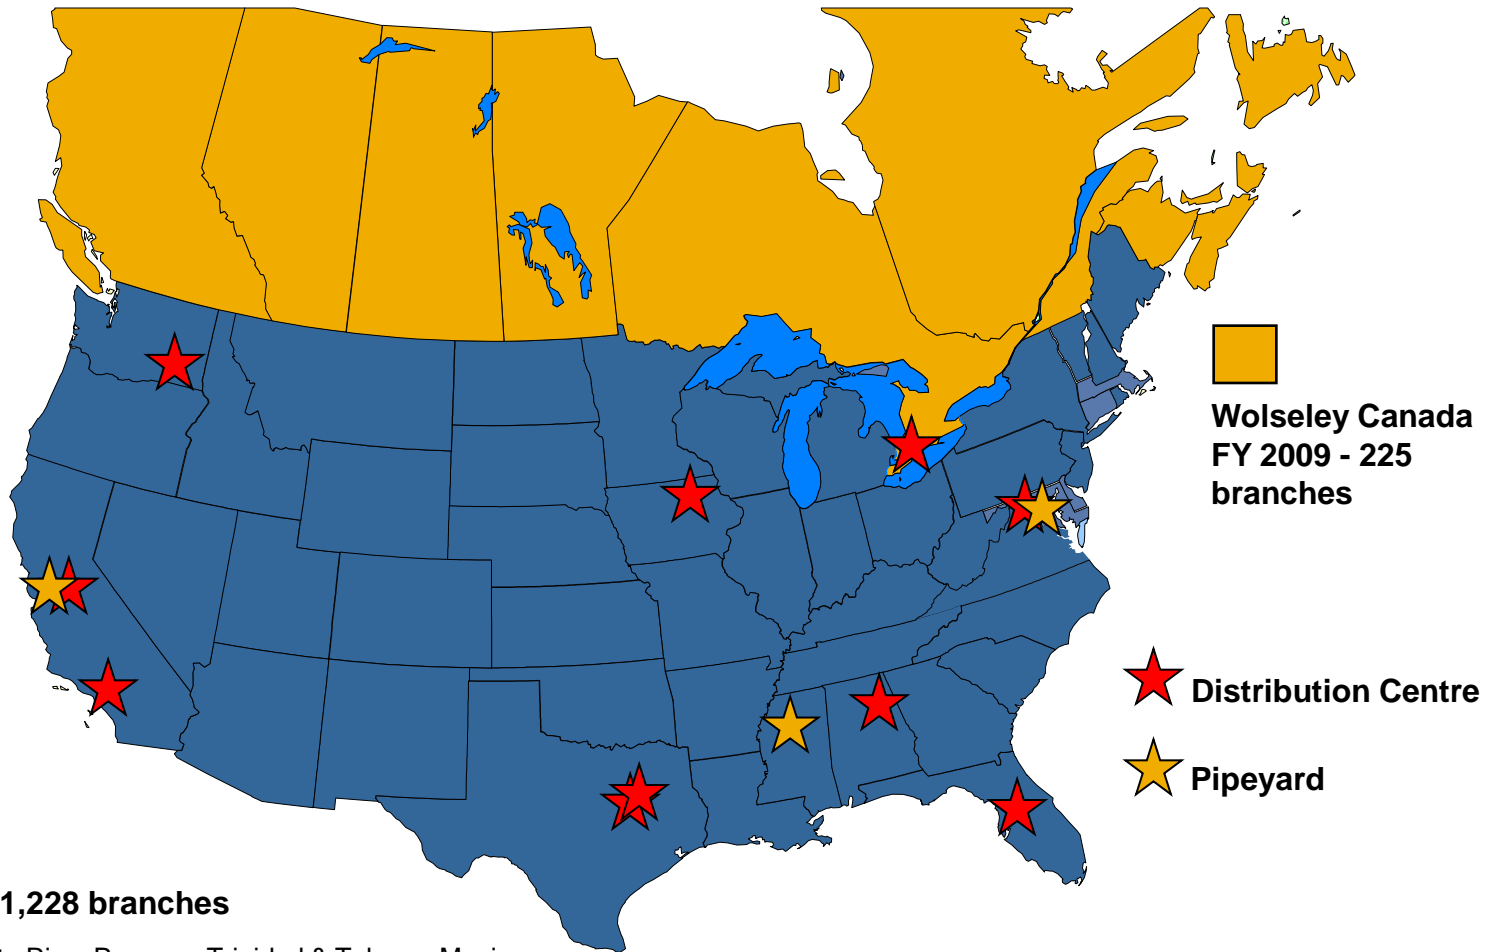 Wolseley Canada
FY 2009 - 225
branches
Distribution Centre
Pipeyard
1,228 branches